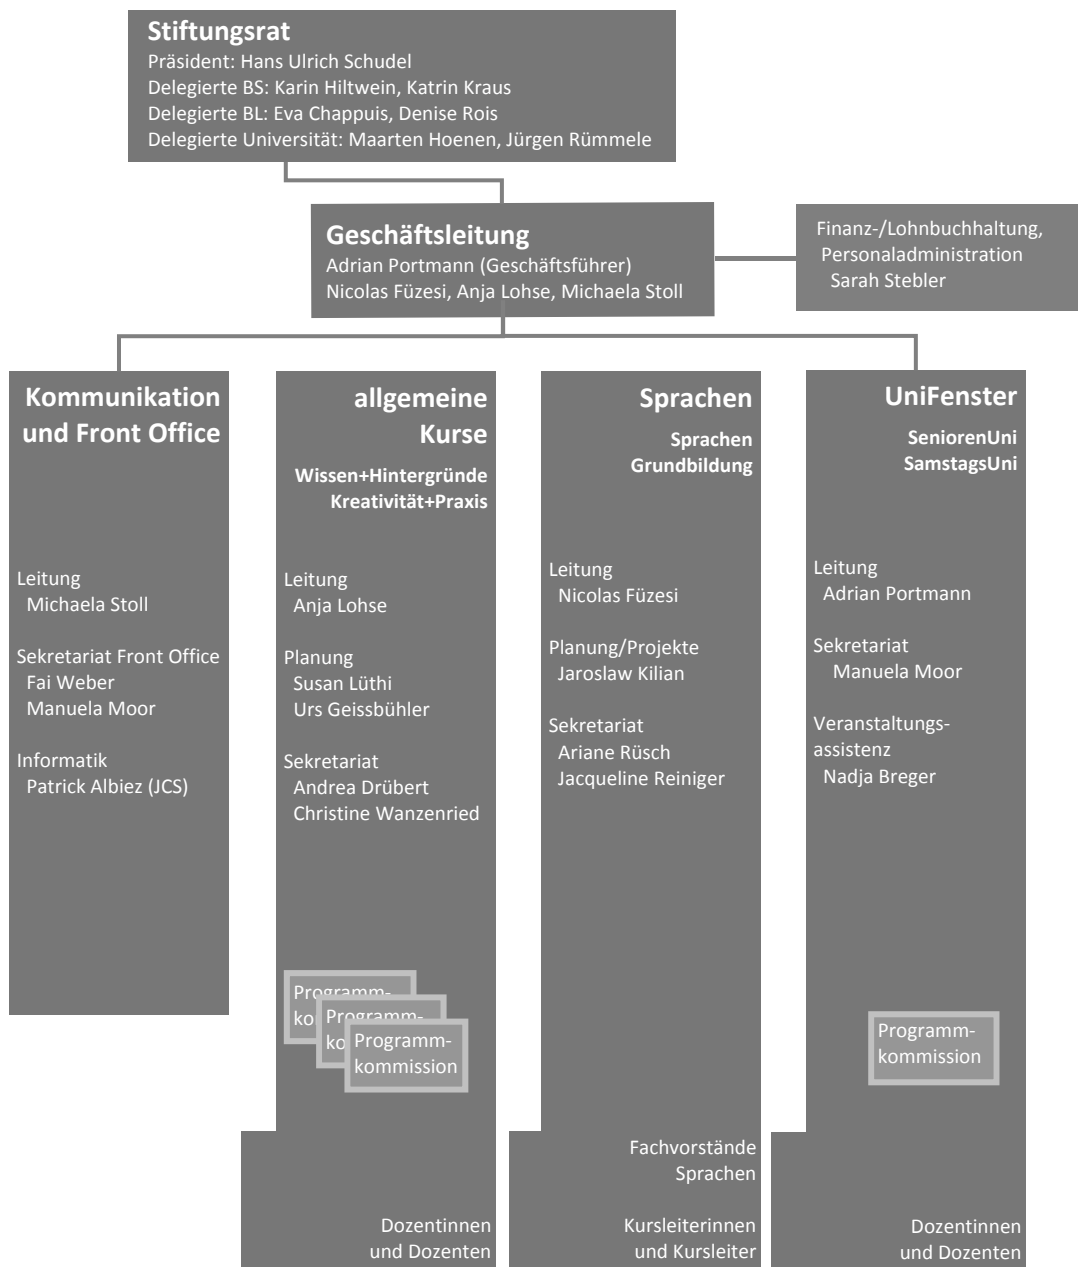 Stiftungsrat
Präsident: Hans Ulrich Schudel
Delegierte BS: Karin Hiltwein, Katrin Kraus
Delegierte BL: Eva Chappuis, Denise Rois
Delegierte Universität: Maarten Hoenen, Jürgen Rümmele
Geschäftsleitung
Adrian Portmann (Geschäftsführer)
Nicolas Füzesi, Anja Lohse, Michaela Stoll
Finanz-/Lohnbuchhaltung,
Personaladministration
Sarah Stebler
Kommunikation
und Front Office
Leitung
Michaela Stoll
Sekretariat Front Office
Fai Weber
Manuela Moor
Informatik
Patrick Albiez (JCS)
allgemeine
Kurse
Wissen+Hintergründe
Kreativität+Praxis
Leitung
Anja Lohse
Planung
Susan Lüthi
Urs Geissbühler
Sekretariat
Andrea Drübert
Christine Wanzenried
Programm-
ko
Programm-
ko
Programm-
kommission
Dozentinnen
und Dozenten
Sprachen
Sprachen
Grundbildung
Leitung
Nicolas Füzesi
Planung/Projekte
Jaroslaw Kilian
Sekretariat
Ariane Rüsch
Jacqueline Reiniger
Fachvorstände
Sprachen
Kursleiterinnen
und Kursleiter
UniFenster
SeniorenUni
SamstagsUni
Leitung
Adrian Portmann
Sekretariat
Manuela Moor
Veranstaltungs-
assistenz
Nadja Breger
Programm-
kommission
Dozentinnen
und Dozenten